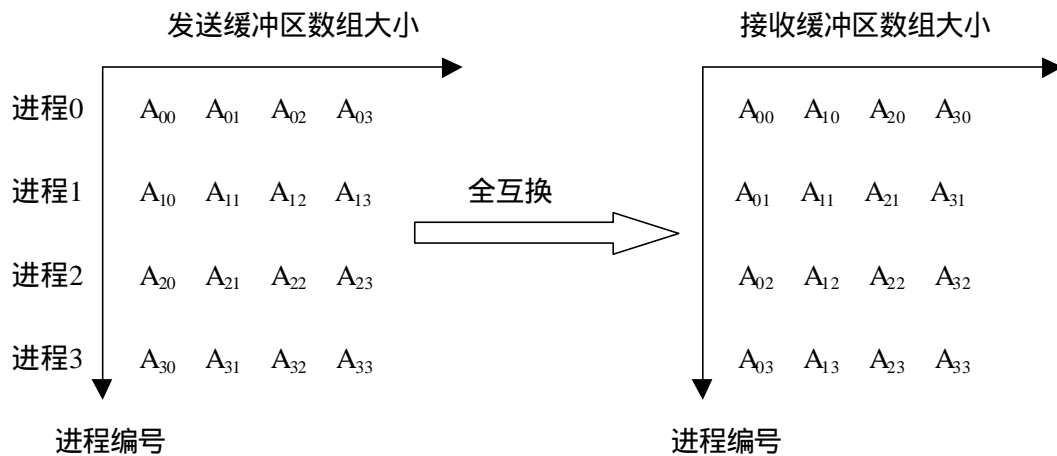 发送缓冲区数组大小 接收缓冲区数组大小
进程0 A00 A01 A02 A03 A00 A10 A20 A30
进程1 A10 A11 A12 A13 全互换 A01 A11 A21 A31
进程2 A20 A21 A22 A23 A02 A12 A22 A32
进程3 A30 A31 A32 A33 A03 A13 A23 A33
进程编号 进程编号